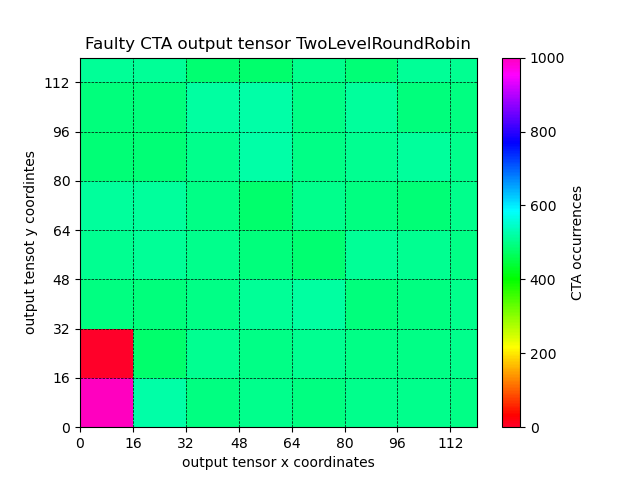 Faulty CTA output tensor TwoLevelRoundRobin
output tensot y coordintes
112
96
80
64
48
32
16
0
0 16 32 48 64 80 96 112
output tensor x coordinates
1000
800
600
400
200
0
CTA occurrences